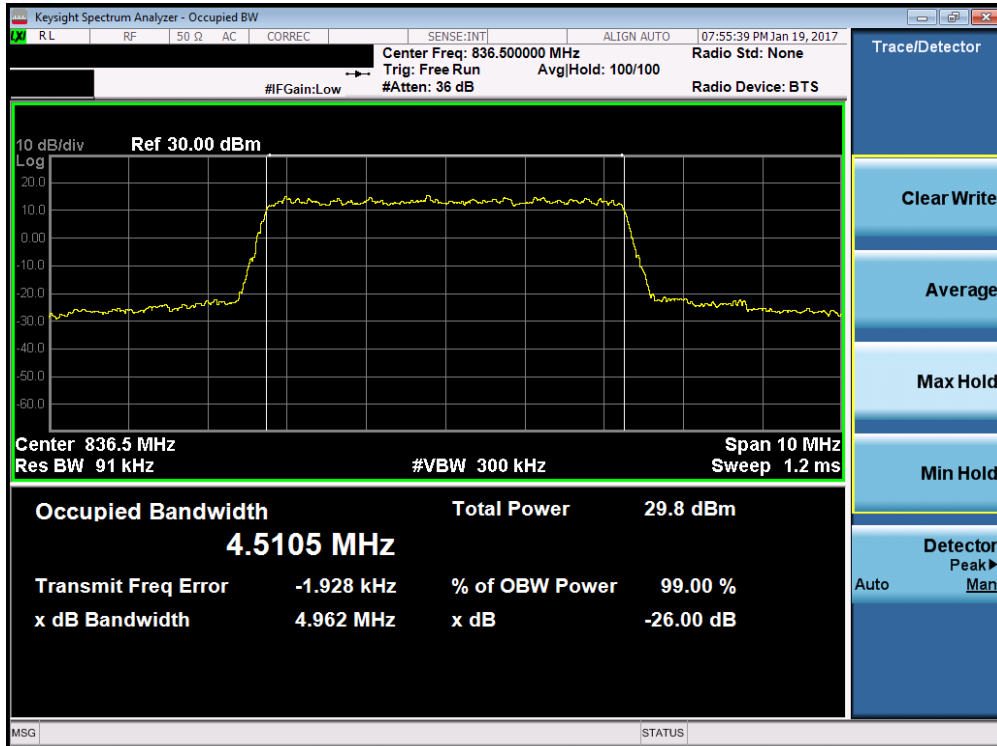 Keysight Spectrum Analyzer - Occupied BW
LXI RL RF 50 Ω AC CORREC SENSE:INT ALIGN AUTO 07:55:39 PM Jan 19, 2017
Center Freq: 836.500000 MHz Radio Std: None
Trig: Free Run Avg|Hold: 100/100
#IFGain:Low #Atten: 36 dB Radio Device: BTS
Trace/Detector
10 dB/div Ref 30.00 dBm
Log
20.0
10.0
0.00
-10.0
-20.0
-30.0
-40.0
-50.0
-60.0
Center 836.5 MHz Span 10 MHz
Res BW 91 kHz #VBW 300 kHz Sweep 1.2 ms
Occupied Bandwidth Total Power 29.8 dBm
4.5105 MHz
Transmit Freq Error -1.928 kHz % of OBW Power 99.00 %
x dB Bandwidth 4.962 MHz x dB -26.00 dB
Clear Write
Average
Max Hold
Min Hold
Detector
Peak▶
Auto Man
MSG STATUS